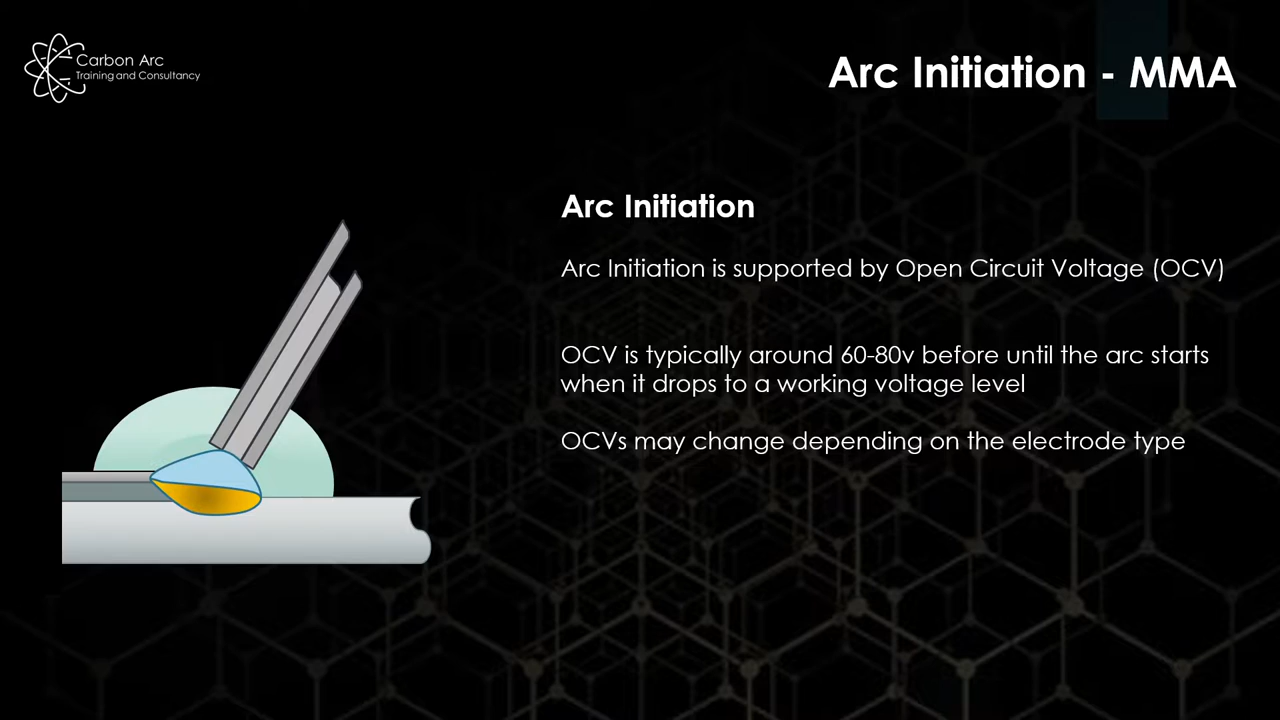 Carbon Arc
Training and Consultancy
Arc Initiation - MMA
Arc Initiation
Arc Initiation is supported by Open Circuit Voltage (OCV)
OCV is typically around 60-80v before until the arc starts
when it drops to a working voltage level
OCVs may change depending on the electrode type